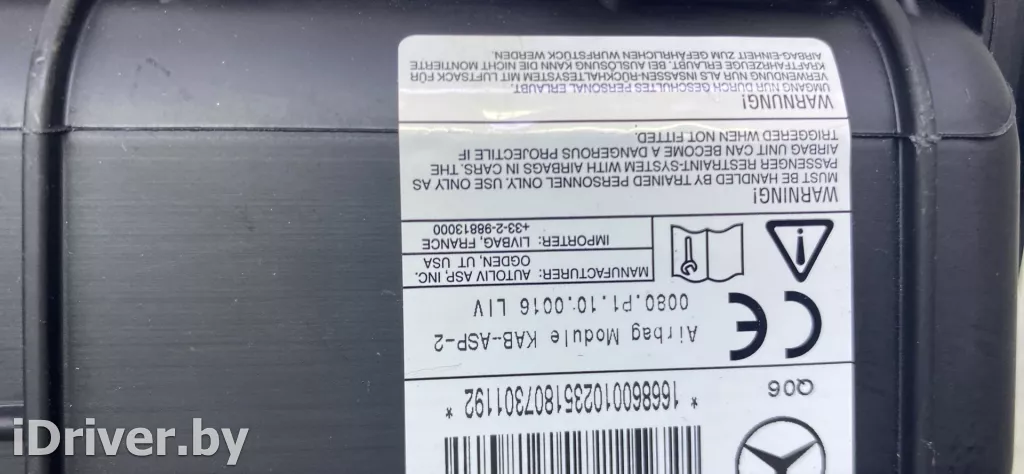 Q06
* 1668600102351807301192 *
Airbag Module KAB-ASP-2
0080.P1.10.0016 LIV
CE
MANUFACTURER: AUTOLIV ASP, INC.
OGDEN, UT USA
IMPORTER: LIVBAG, FRANCE
+33-2-98813000
WARNING!
MUST BE HANDLED BY TRAINED PERSONNEL ONLY. USE ONLY AS
PASSENGER RESTRAINT-SYSTEM WITH AIRBAGS IN CARS. THE
AIRBAG UNIT CAN BECOME A DANGEROUS PROJECTILE IF
TRIGGERED WHEN NOT FITTED.
WARNUNG!
UMGANG NUR DURCH GESCHULTES PERSONAL ERLAUBT.
VERWENDUNG NUR ALS INSASSEN-RÜCKHALTESYSTEM MIT LUFTSACK FÜR
KRAFTFAHRZEUGE ERLAUBT. BEI AUSLÖSUNG KANN DIE NICHT MONTIERTE
AIRBAG-EINHEIT ZUM GEFÄHRLICHEN WURFSTÜCK WERDEN.
iDriver.by